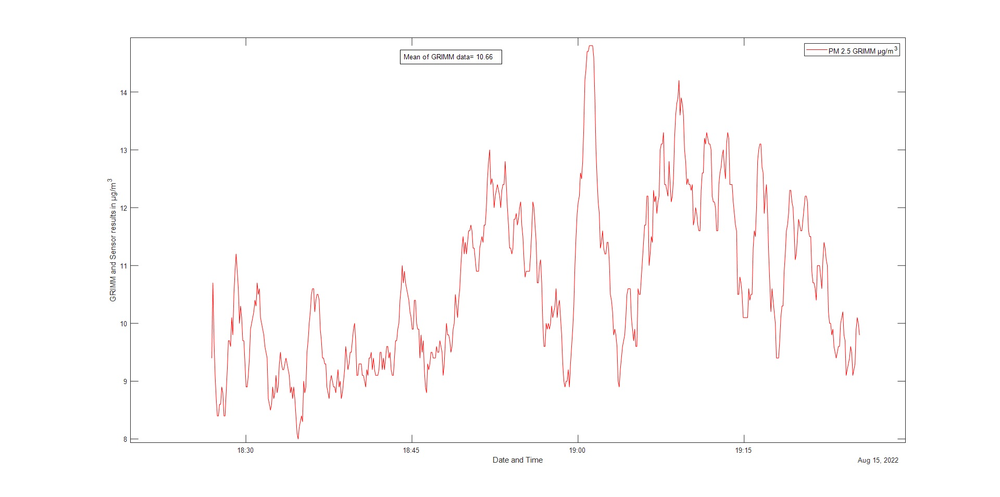 Mean of GRIMM data= 10.66
PM 2.5 GRIMM µg/m³
GRIMM and Sensor results in µg/m³
14
13
12
11
10
9
8
18:30
18:45
19:00
19:15
Date and Time
Aug 15, 2022